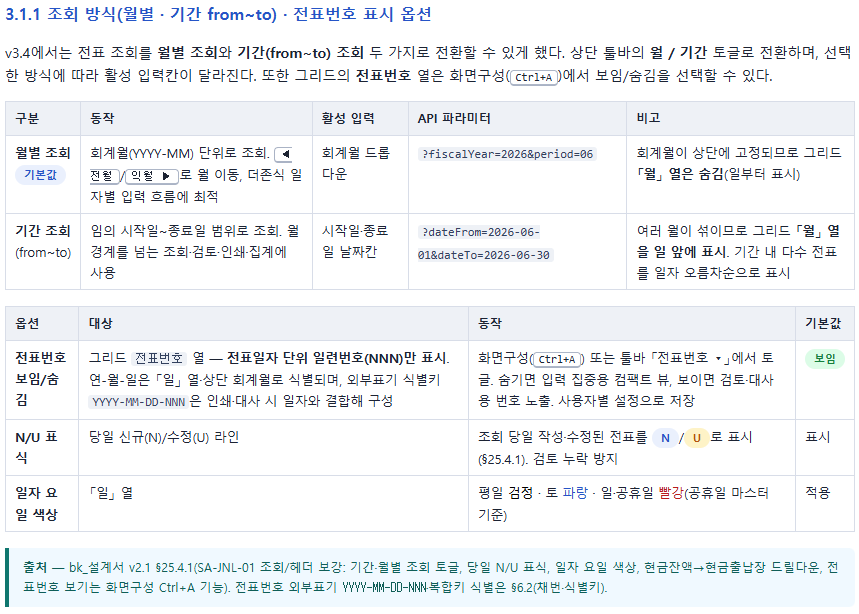 3.1.1 조회 방식(월별 · 기간 from~to) · 전표번호 표시 옵션
v3.4에서는 전표 조회를 월별 조회와 기간(from~to) 조회 두 가지로 전환할 수 있게 했다. 상단 툴바의 월 / 기간 토글로 전환하며, 선택
한 방식에 따라 활성 입력칸이 달라진다. 또한 그리드의 전표번호 열은 화면구성(Ctrl+A)에서 보임/숨김을 선택할 수 있다.
구분 동작 활성 입력 API 파라미터 비고
월별 조회
기본값
회계월(YYYY-MM) 단위로 조회. ◀
전월/익월 ▶로 월 이동, 더존식 일
자별 입력 흐름에 최적
회계월 드롭
다운
?fiscalYear=2026&period=06
회계월이 상단에 고정되므로 그리드
「월」 열은 숨김(일부터 표시)
기간 조회
(from~to)
임의 시작일~종료일 범위로 조회. 월
경계를 넘는 조회·검토·인쇄·집계에
사용
시작일·종료
일 날짜칸
?dateFrom=2026-06-
01&dateTo=2026-06-30
여러 월이 섞이므로 그리드 「월」 열
을 일 앞에 표시. 기간 내 다수 전표
를 일자 오름차순으로 표시
옵션 대상 동작 기본값
전표번호
보임/숨
김
그리드 전표번호 열 — 전표일자 단위 일련번호(NNN)만 표시.
연-월-일은 「일」 열·상단 회계월로 식별되며, 외부표기 식별키
YYYY-MM-DD-NNN 은 인쇄·대사 시 일자와 결합해 구성
화면구성(Ctrl+A) 또는 툴바 「전표번호 ▾」에서 토
글. 숨기면 입력 집중용 컴팩트 뷰, 보이면 검토·대사
용 번호 노출. 사용자별 설정으로 저장
보임
N/U 표
식
당일 신규(N)/수정(U) 라인
조회 당일 작성·수정된 전표를 N/U로 표시
(§25.4.1). 검토 누락 방지
표시
일자 요
일 색상
「일」 열
평일 검정 · 토 파랑 · 일·공휴일 빨강(공휴일 마스터
기준)
적용
출처 — bk_설계서 v2.1 §25.4.1(SA-JNL-01 조회/헤더 보강: 기간·월별 조회 토글, 당일 N/U 표식, 일자 요일 색상, 현금잔액→현금출납장 드릴다운, 전
표번호 보기는 화면구성 Ctrl+A 기능). 전표번호 외부표기 YYYY-MM-DD-NNN·복합키 식별은 §6.2(채번·식별키).